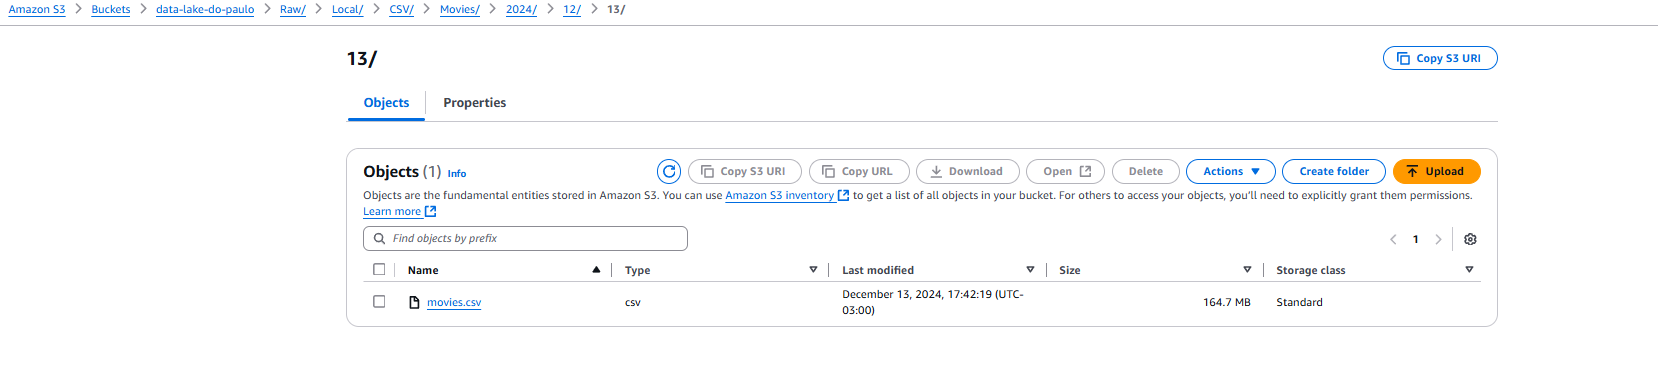 Amazon S3 > Buckets > data-lake-do-paulo > Raw/ > Local/ > CSV/ > Movies/ > 2024/ > 12/ > 13/
13/
Copy S3 URI
Objects
Properties
Objects (1) Info
Copy S3 URI
Copy URL
Download
Open
Delete
Actions
Create folder
Upload
Objects are the fundamental entities stored in Amazon S3. You can use Amazon S3 inventory to get a list of all objects in your bucket. For others to access your objects, you'll need to explicitly grant them permissions.
Learn more
Find objects by prefix
1
Name
Type
Last modified
Size
Storage class
movies.csv
csv
December 13, 2024, 17:42:19 (UTC-
03:00)
164.7 MB
Standard